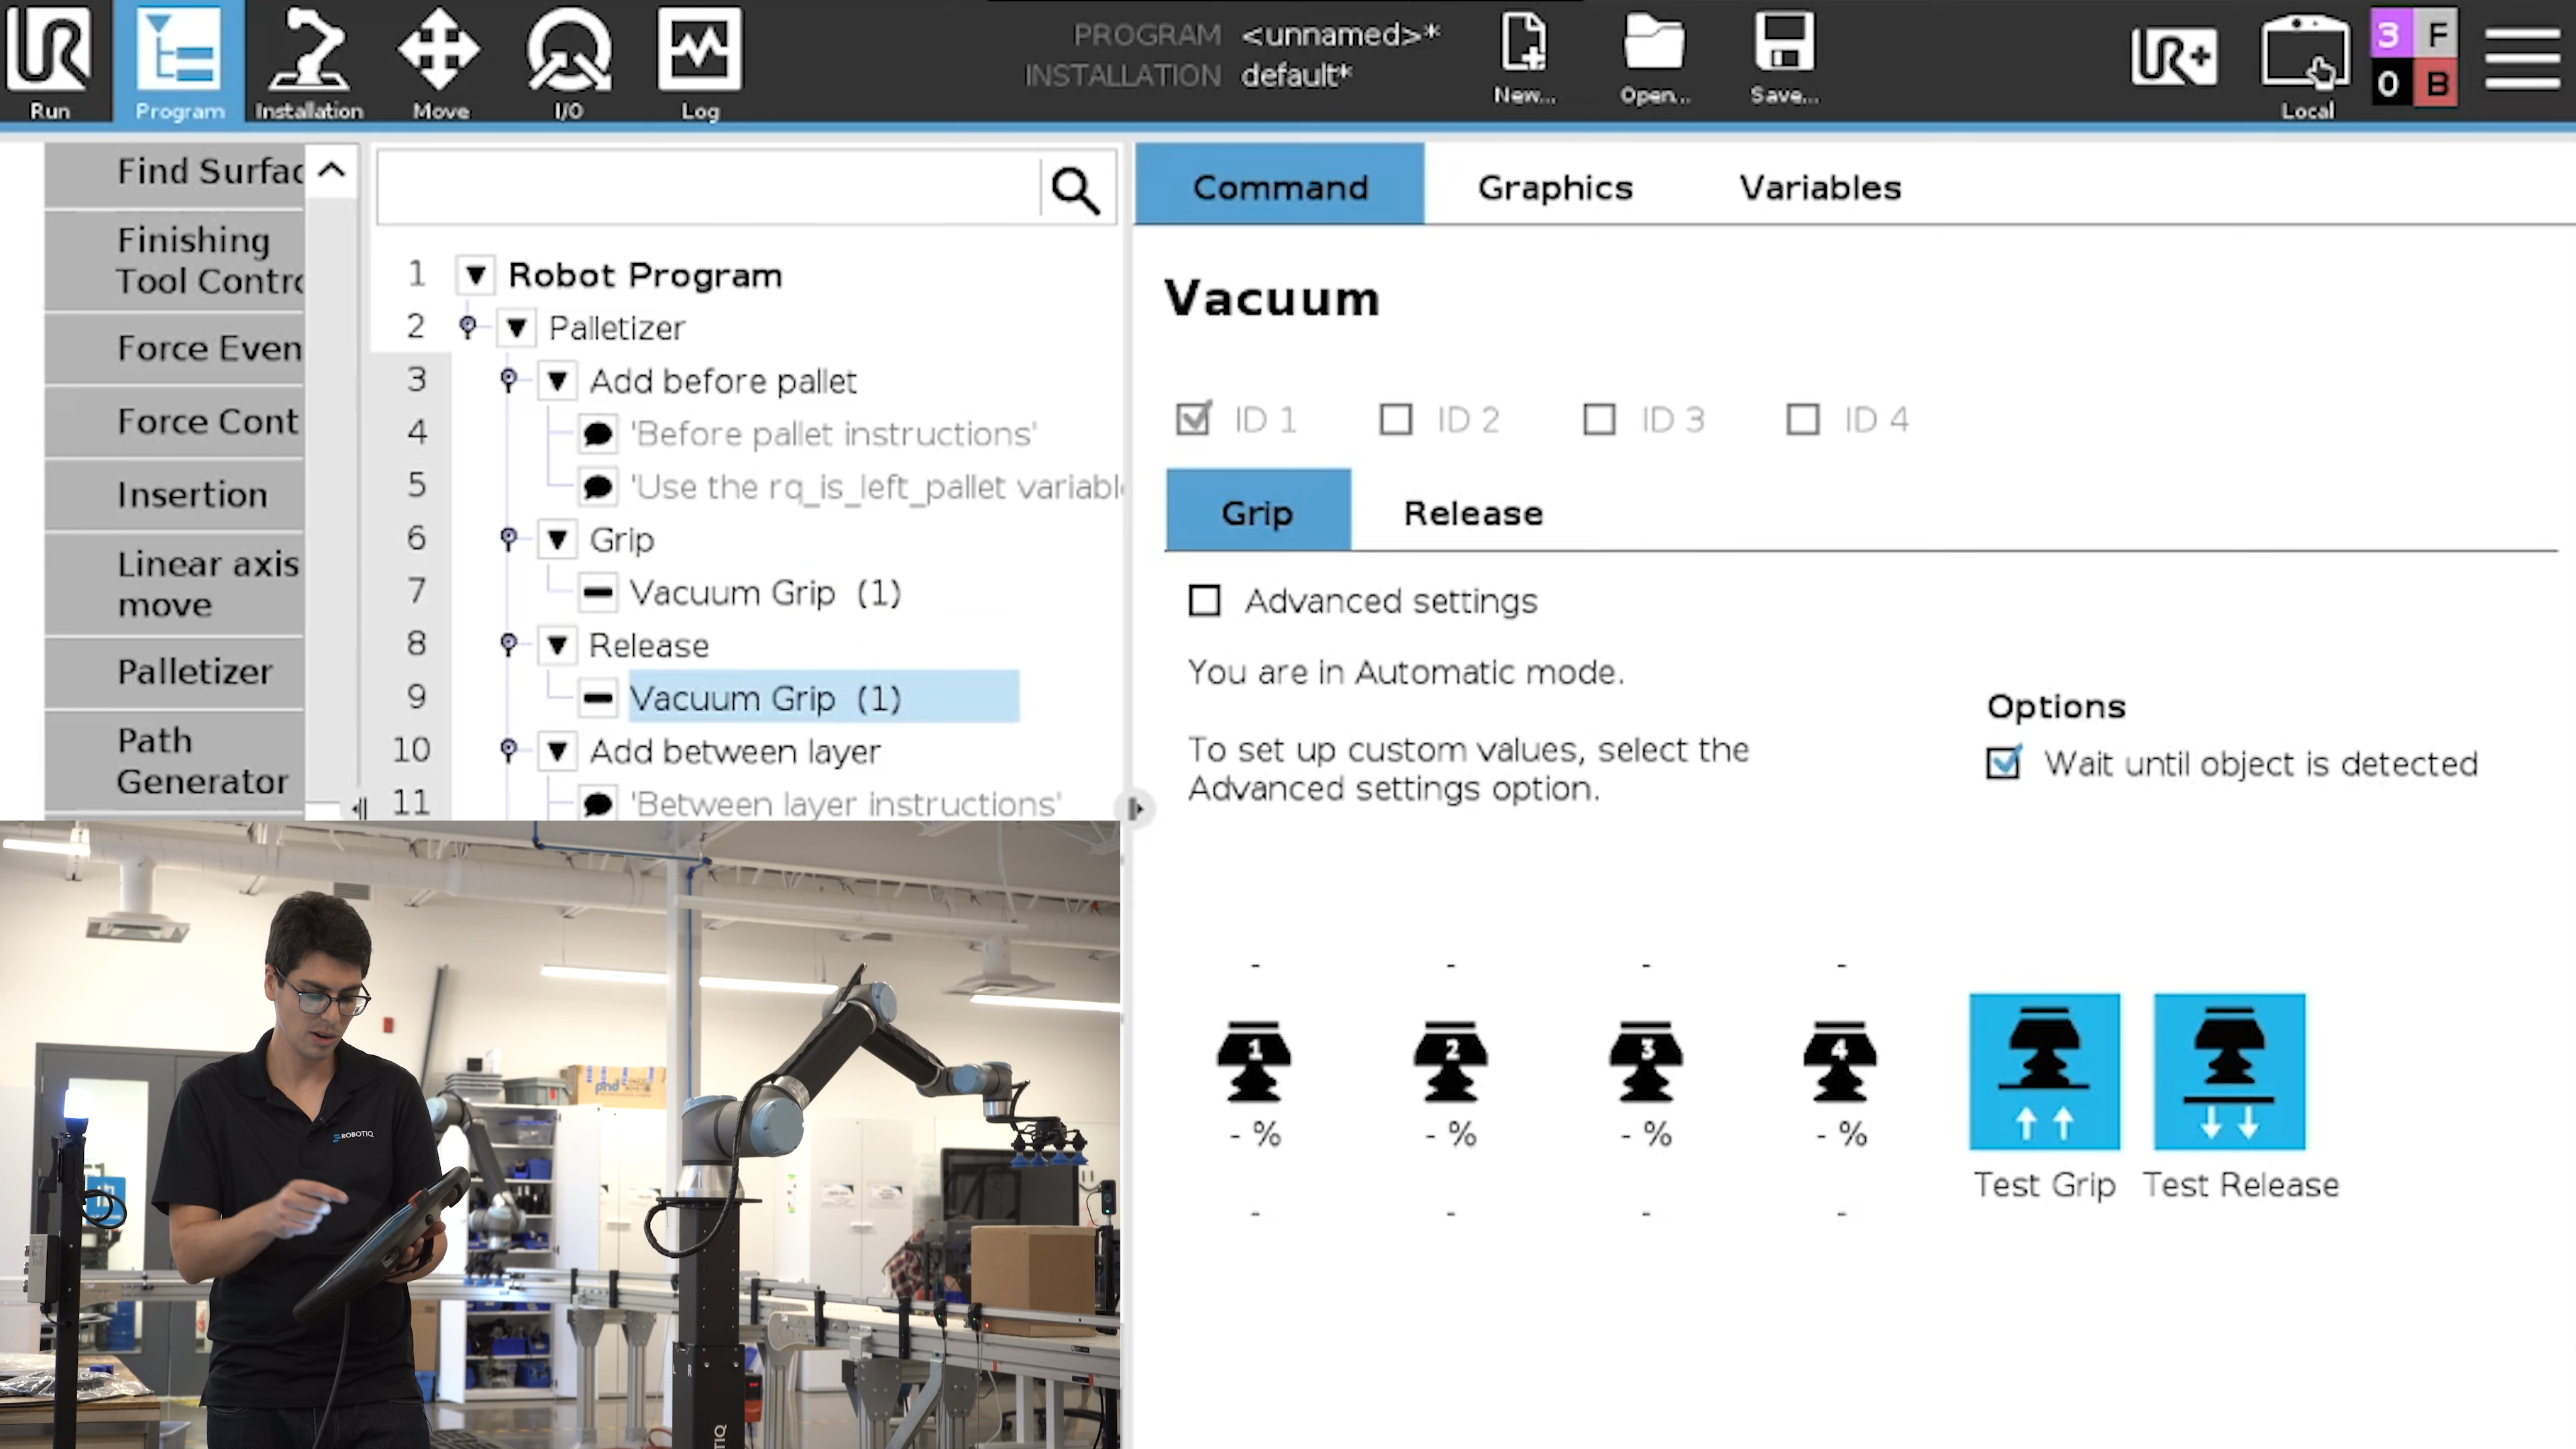 PROGRAM <unnamed>*
INSTALLATION default*
Run
Program
Installation
Move
I/O
Log
New...
Open...
Save...
UR+
Local
3 F
0 B
Find Surfac
Finishing
Tool Contro
Force Even
Force Cont
Insertion
Linear axis
move
Palletizer
Path
Generator
1 Robot Program
2 Palletizer
3 Add before pallet
4 'Before pallet instructions'
5 'Use the rq_is_left_pallet variabl
6 Grip
7 Vacuum Grip (1)
8 Release
9 Vacuum Grip (1)
10 Add between layer
11 'Between layer instructions'
Command Graphics Variables
Vacuum
ID 1 ID 2 ID 3 ID 4
Grip Release
Advanced settings
You are in Automatic mode.
To set up custom values, select the
Advanced settings option.
Options
Wait until object is detected
- - - -
1 2 3 4
- % - % - % - %
- - - -
Test Grip Test Release
phd
ROBOTIQ
L R
TIQ